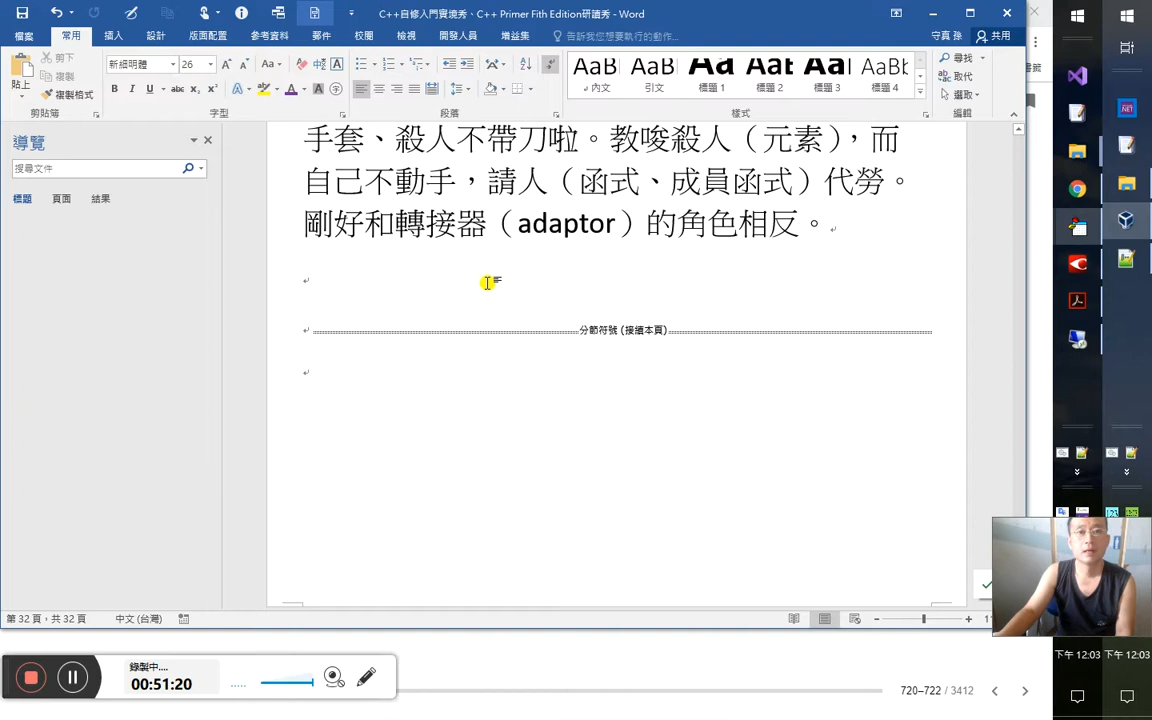 C++自修入門實境秀、C++ Primer Fith Edition研讀秀 - Word
檔案 常用 插入 設計 版面配置 參考資料 郵件 校閱 檢視 開發人員 增益集 告訴我您想要執行的動作... 守真 孫 共用
貼上 剪下 複製 複製格式
新細明體 26 Aa
B I U abc x₂ x² A A A 字
AaB AaB Aa AaE AaI AaBb
內文 引文 標題 1 標題 2 標題 3 標題 4
尋找 取代 選取
剪貼簿 字型 段落 樣式 編輯
導覽
搜尋文件
標題 頁面 結果
手套、殺人不帶刀啦。教唆殺人（元素），而
自己不動手，請人（函式、成員函式）代勞。
剛好和轉接器（adaptor）的角色相反。
分節符號 (接續本頁)
第 32 頁，共 32 頁 中文 (台灣)
錄製中....
00:51:20
720–722 / 3412
下午 12:03 下午 12:03